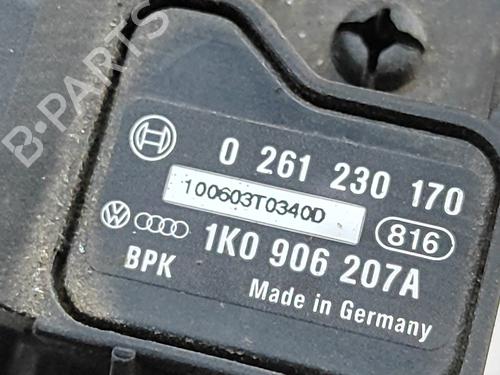 B-PARTS
0 261 230 170
100603T0340D
816
1K0 906 207A
BPK
Made in Germany